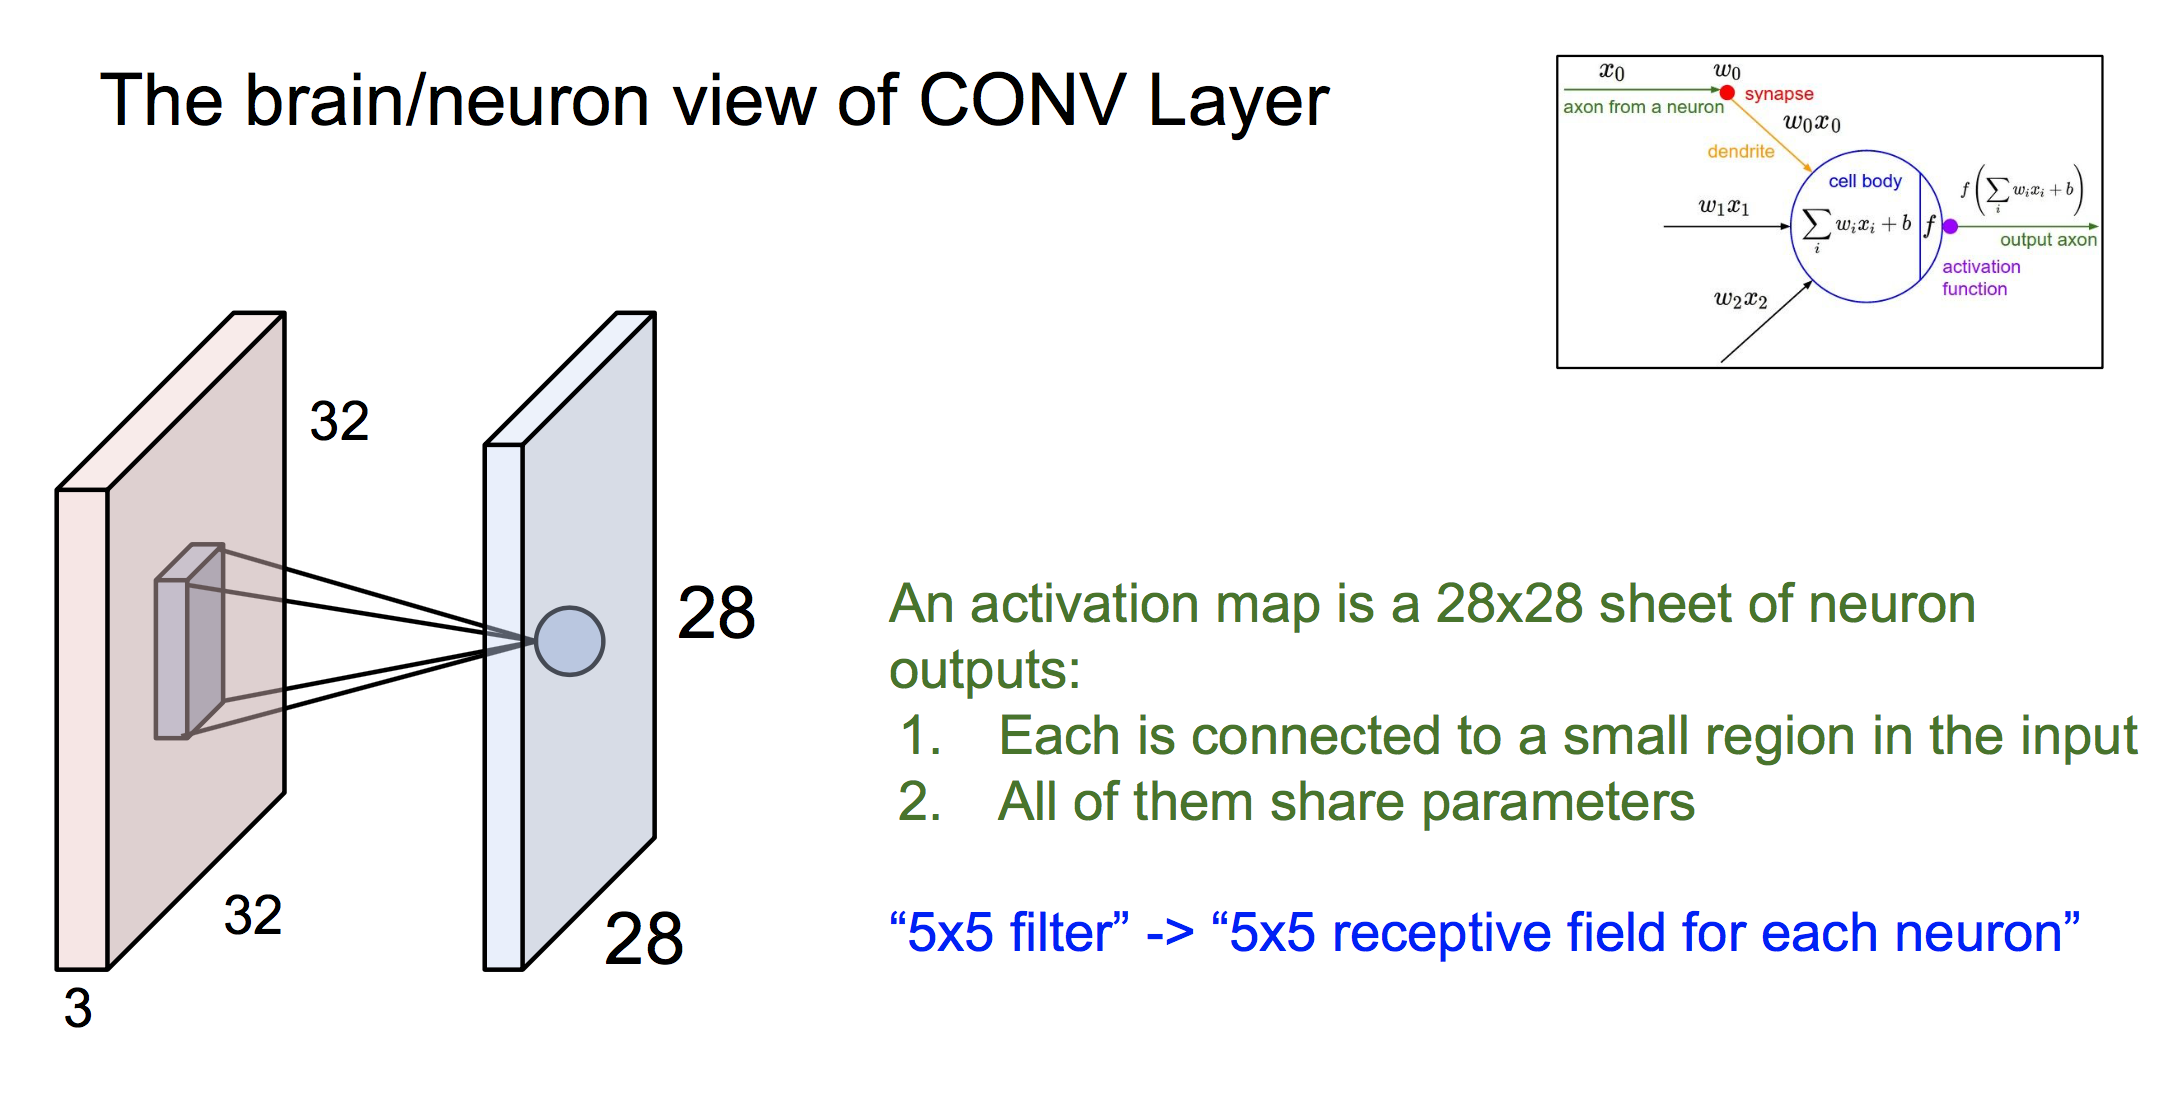 The brain/neuron view of CONV Layer
x₀
w₀
synapse
axon from a neuron
w₀x₀
dendrite
cell body
f(∑ᵢ wᵢxᵢ + b)
w₁x₁
∑ᵢ wᵢxᵢ + b
f
output axon
activation
function
w₂x₂
32
28
An activation map is a 28x28 sheet of neuron
outputs:
1. Each is connected to a small region in the input
2. All of them share parameters
32
28
“5x5 filter” -> “5x5 receptive field for each neuron”
3